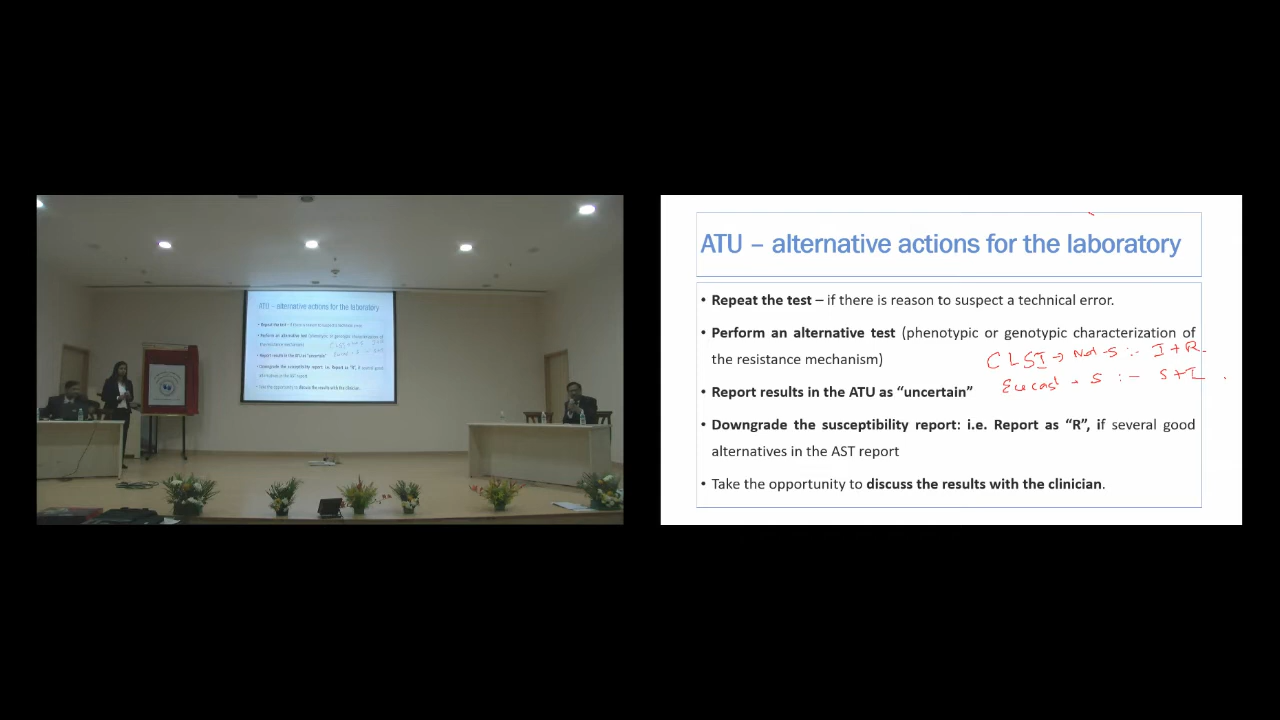 ATU – alternative actions for the laboratory
• Repeat the test – if there is reason to suspect a technical error.
• Perform an alternative test (phenotypic or genotypic characterization of
the resistance mechanism)
CLSI → Not-S :- I + R.
• Report results in the ATU as “uncertain”
Eucast → S :- S+I
• Downgrade the susceptibility report: i.e. Report as “R”, if several good
alternatives in the AST report
• Take the opportunity to discuss the results with the clinician.